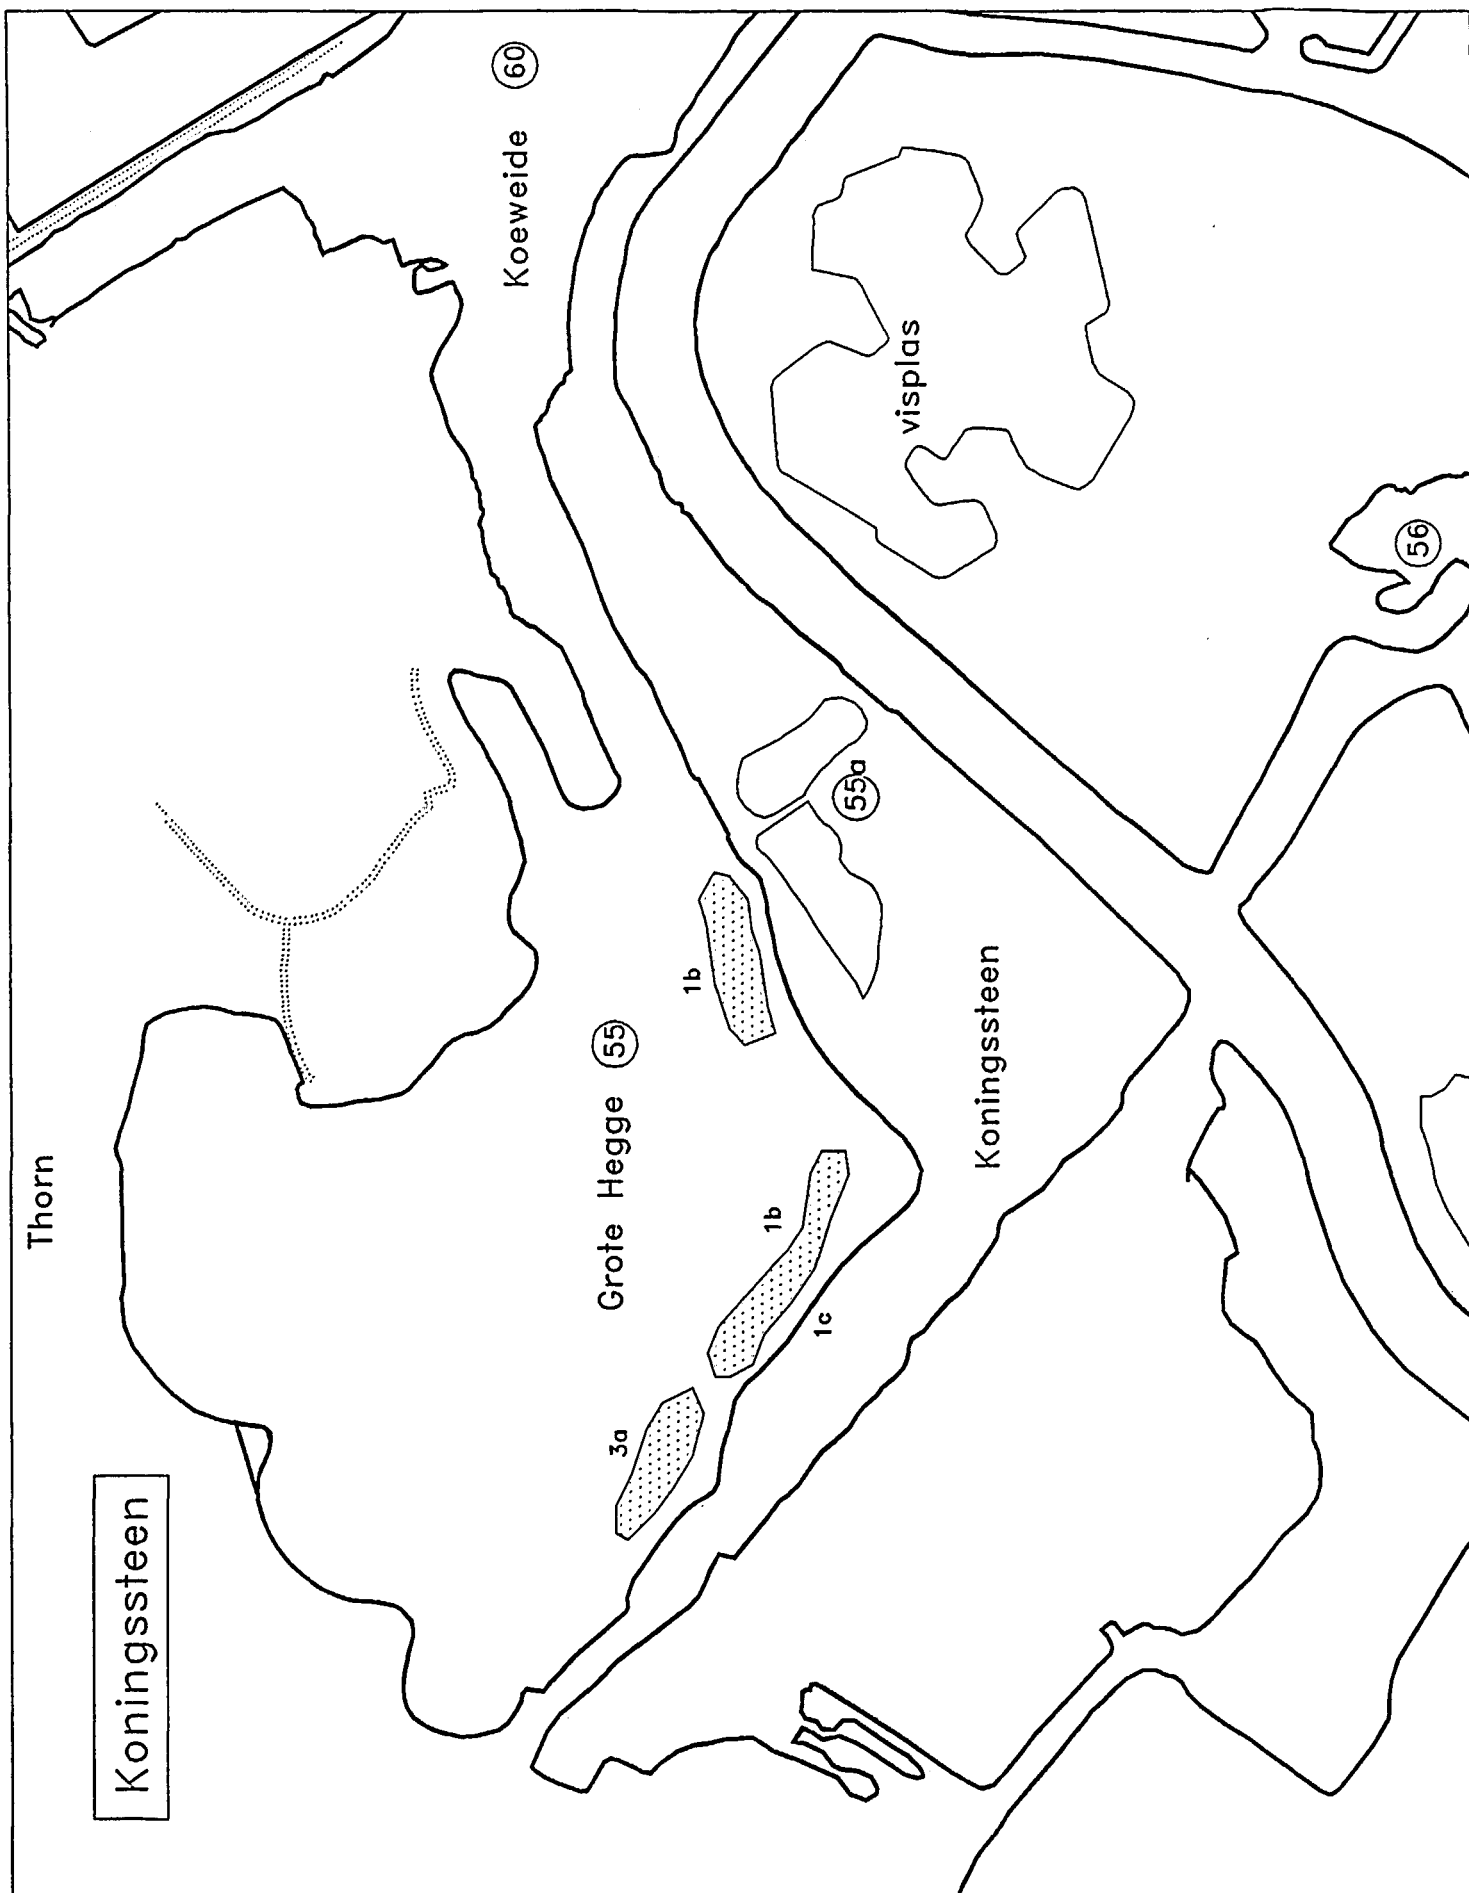 Koningssteen
Thorn
Koeweide 60
Grote Hegge 55
3a
1b
1c
1b
55a
Koningssteen
visplas
56